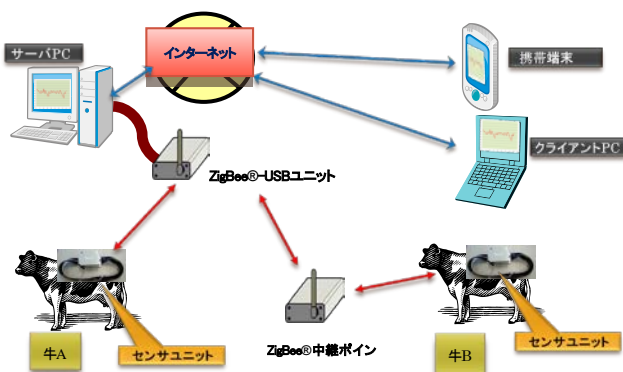 サーバPC
インターネット
携帯端末
クライアントPC
ZigBee®-USBユニット
牛A
センサユニット
ZigBee®中継ポイン
牛B
センサユニット